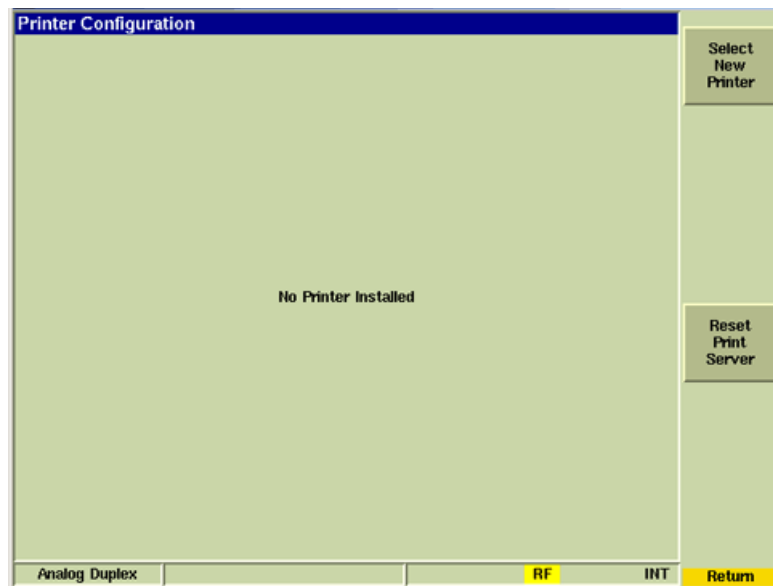 Printer Configuration
Select
New
Printer
No Printer Installed
Reset
Print
Server
Analog Duplex
RF
INT
Return